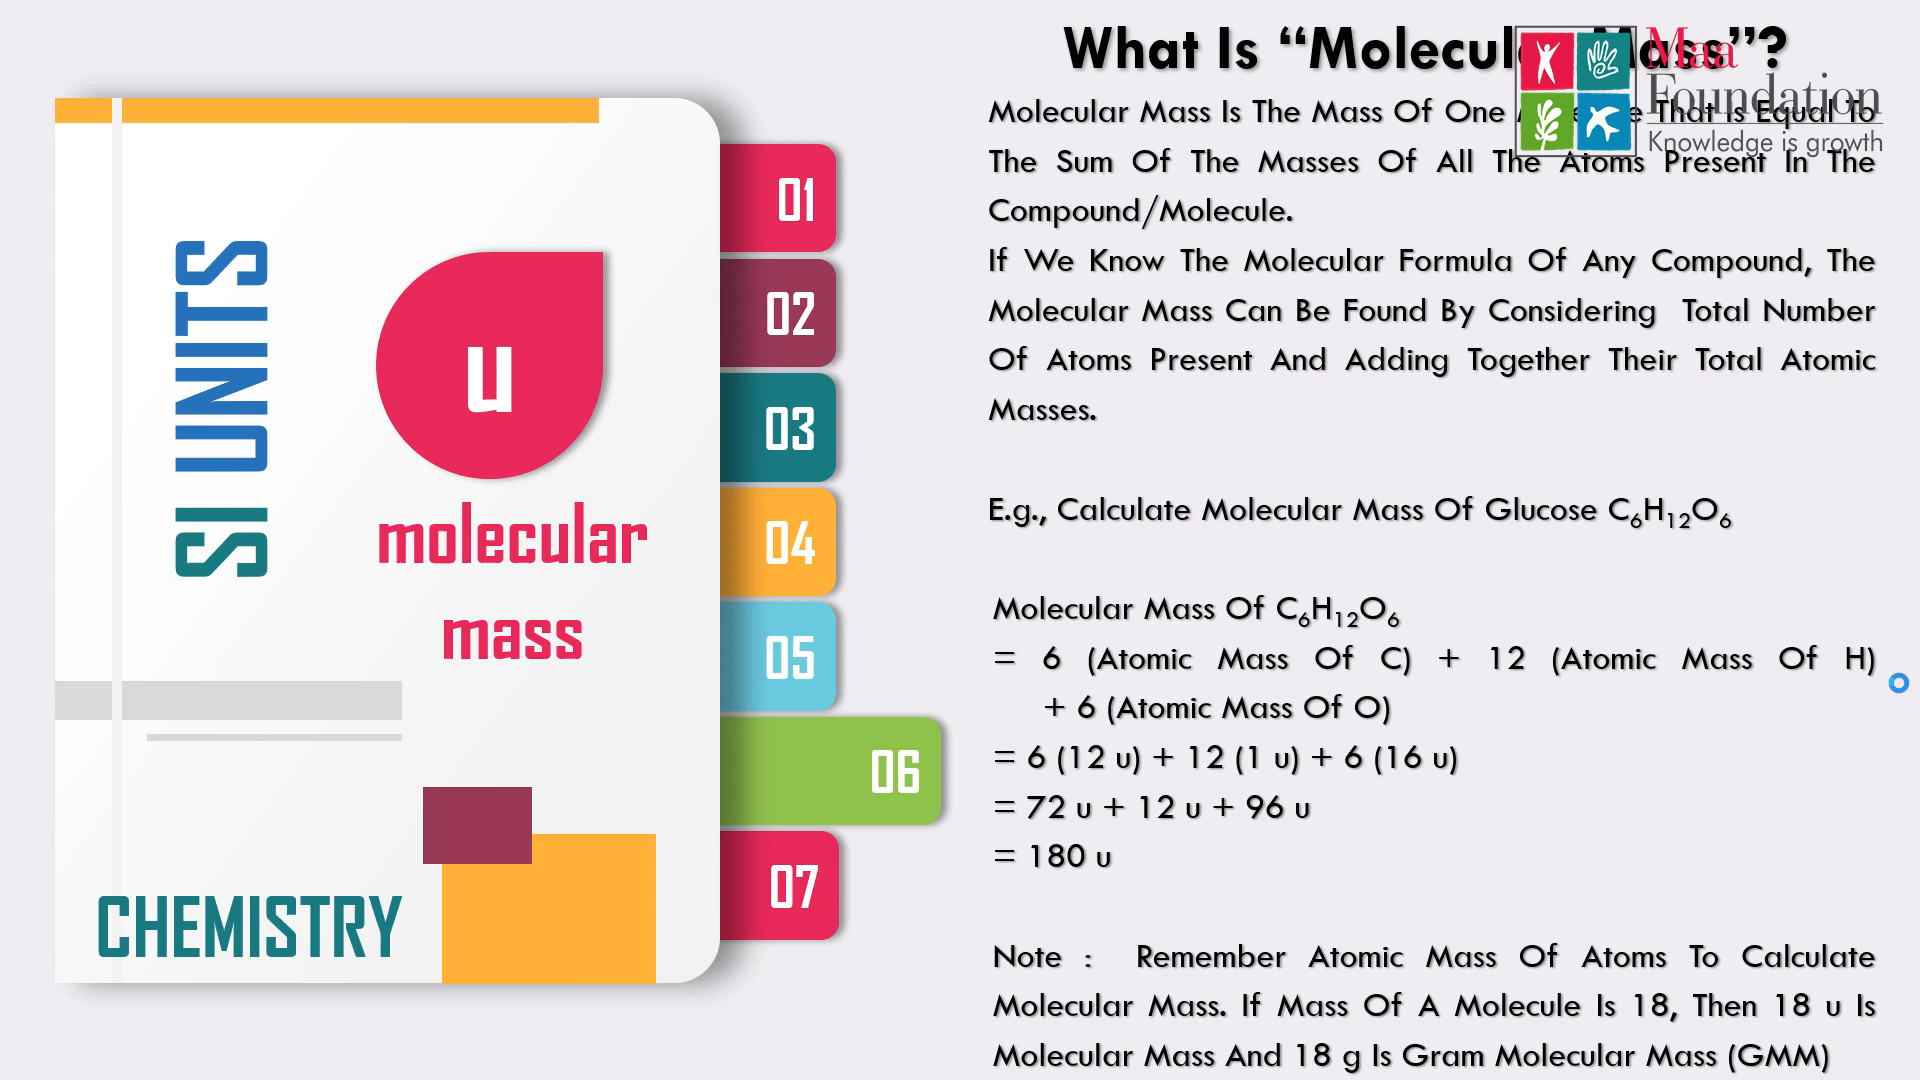 What Is “Molecular Mass”?
Maa
Foundation
Knowledge is growth
Molecular Mass Is The Mass Of One That Is Equal To
The Sum Of The Masses Of All The Atoms Present In The
Compound/Molecule.
If We Know The Molecular Formula Of Any Compound, The
Molecular Mass Can Be Found By Considering Total Number
Of Atoms Present And Adding Together Their Total Atomic
Masses.
E.g., Calculate Molecular Mass Of Glucose C₆H₁₂O₆
Molecular Mass Of C₆H₁₂O₆
= 6 (Atomic Mass Of C) + 12 (Atomic Mass Of H)
+ 6 (Atomic Mass Of O)
= 6 (12 u) + 12 (1 u) + 6 (16 u)
= 72 u + 12 u + 96 u
= 180 u
Note : Remember Atomic Mass Of Atoms To Calculate
Molecular Mass. If Mass Of A Molecule Is 18, Then 18 u Is
Molecular Mass And 18 g Is Gram Molecular Mass (GMM)
SI UNITS
u
molecular
mass
CHEMISTRY
01
02
03
04
05
06
07